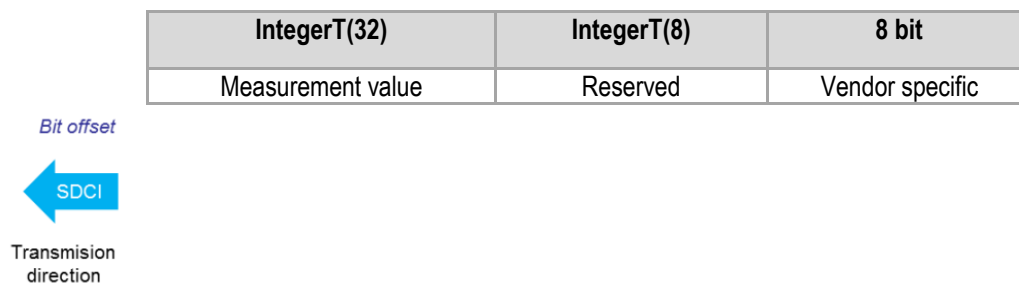 IntegerT(32) IntegerT(8) 8 bit
Measurement value Reserved Vendor specific
Bit offset
SDCI
Transmision
direction